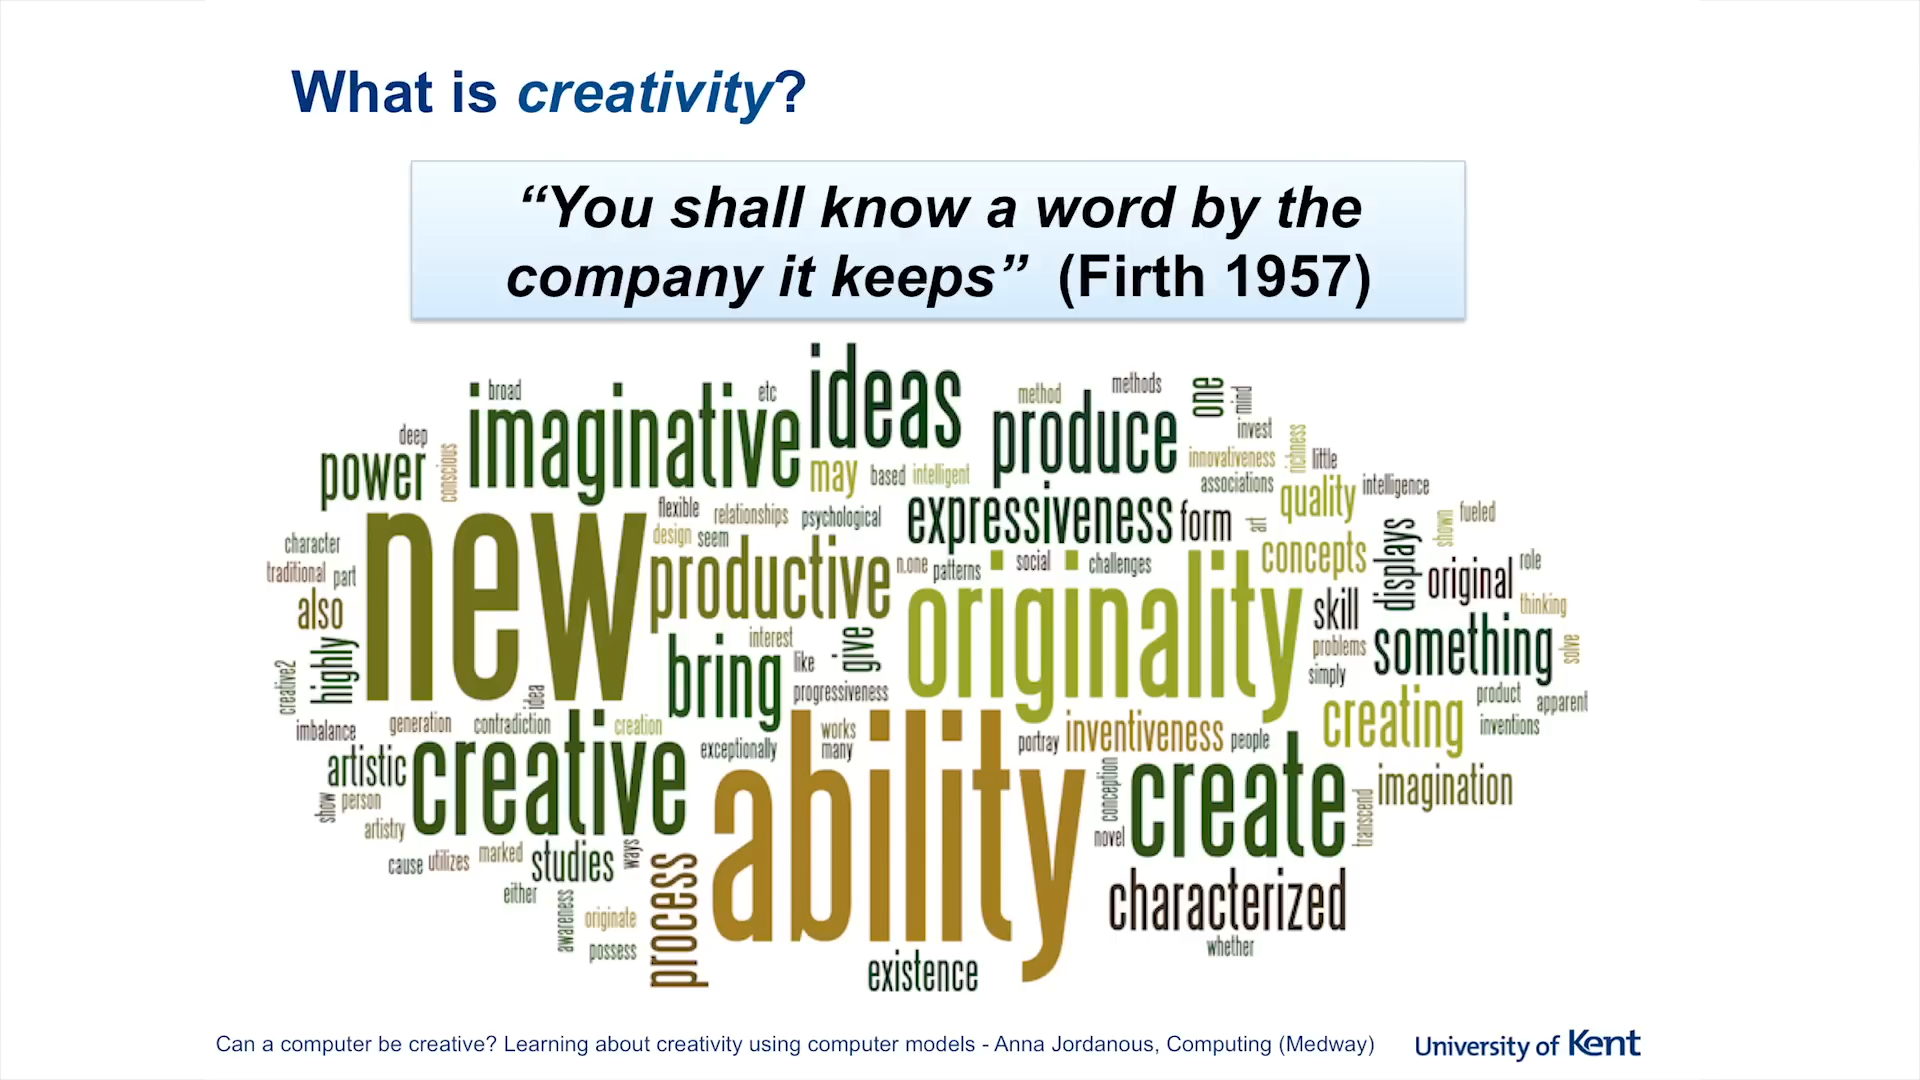 What is creativity?
“You shall know a word by the
company it keeps” (Firth 1957)
ideas
broad
etc
method
methods
one
mind
imaginative
produce
invest
deep
power
conscious
may
based
intelligent
innovativeness
richness
little
associations
quality
intelligence
new
flexible
relationships
psychological
expressiveness
form
art
shown
fueled
design
seem
displays
character
productive
n.one
patterns
social
challenges
concepts
original
role
traditional
part
originality
skill
thinking
also
interest
give
problems
something
solve
highly
bring
like
simply
creative2
idea
progressiveness
creating
product
apparent
imbalance
generation
contradiction
creation
works
inventions
exceptionally
many
portray
inventiveness
people
artistic
creative
ability
conception
create
imagination
show
person
transcend
artistry
novel
cause
utilizes
marked
studies
ways
process
characterized
either
awareness
originate
possess
whether
existence
Can a computer be creative? Learning about creativity using computer models - Anna Jordanous, Computing (Medway)
University of Kent